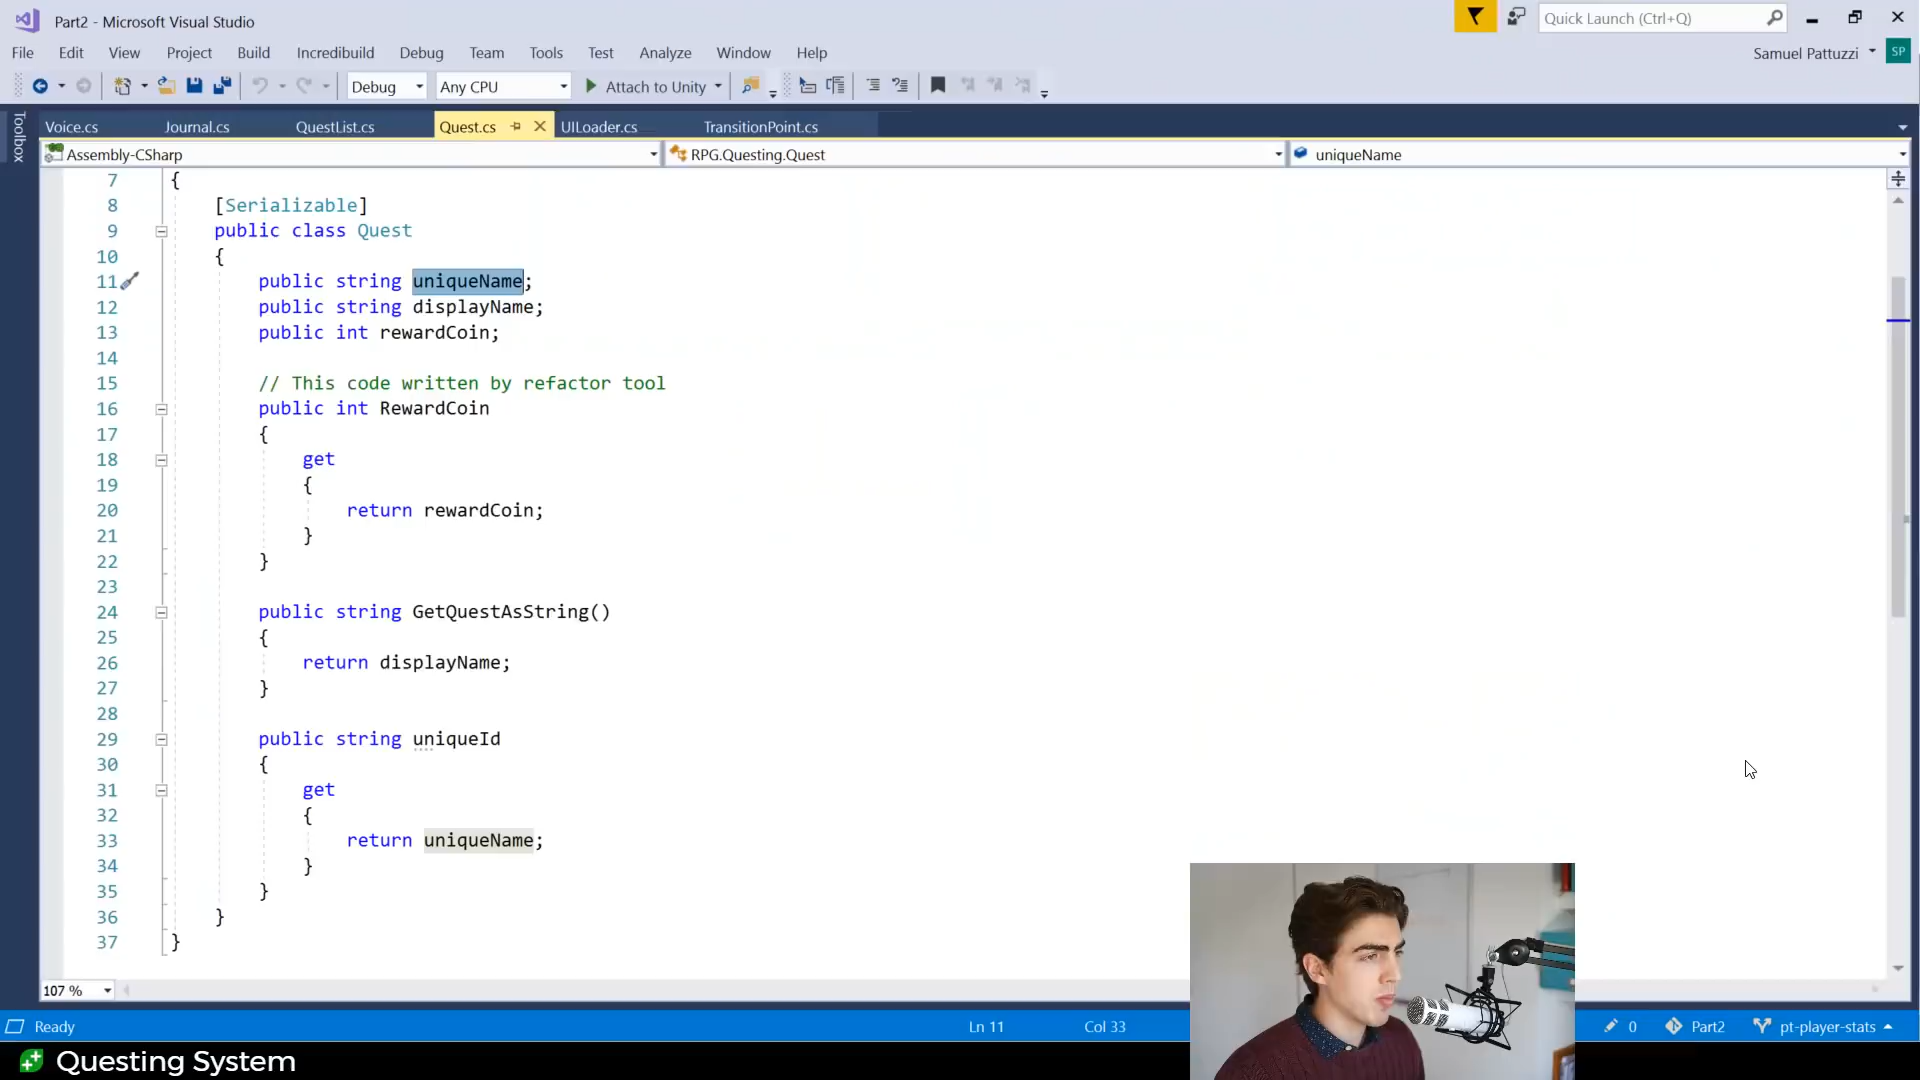 Part2 - Microsoft Visual Studio
Quick Launch (Ctrl+Q)
File Edit View Project Build Incredibuild Debug Team Tools Test Analyze Window Help
Samuel Pattuzzi SP
Debug Any CPU Attach to Unity
Toolbox
Voice.cs Journal.cs QuestList.cs Quest.cs UILoader.cs TransitionPoint.cs
Assembly-CSharp RPG.Questing.Quest uniqueName
7 {
8 [Serializable]
9 public class Quest
10 {
11 public string uniqueName;
12 public string displayName;
13 public int rewardCoin;
14
15 // This code written by refactor tool
16 public int RewardCoin
17 {
18 get
19 {
20 return rewardCoin;
21 }
22 }
23
24 public string GetQuestAsString()
25 {
26 return displayName;
27 }
28
29 public string uniqueId
30 {
31 get
32 {
33 return uniqueName;
34 }
35 }
36 }
37 }
107 %
Ready Ln 11 Col 33 0 Part2 pt-player-stats
Questing System